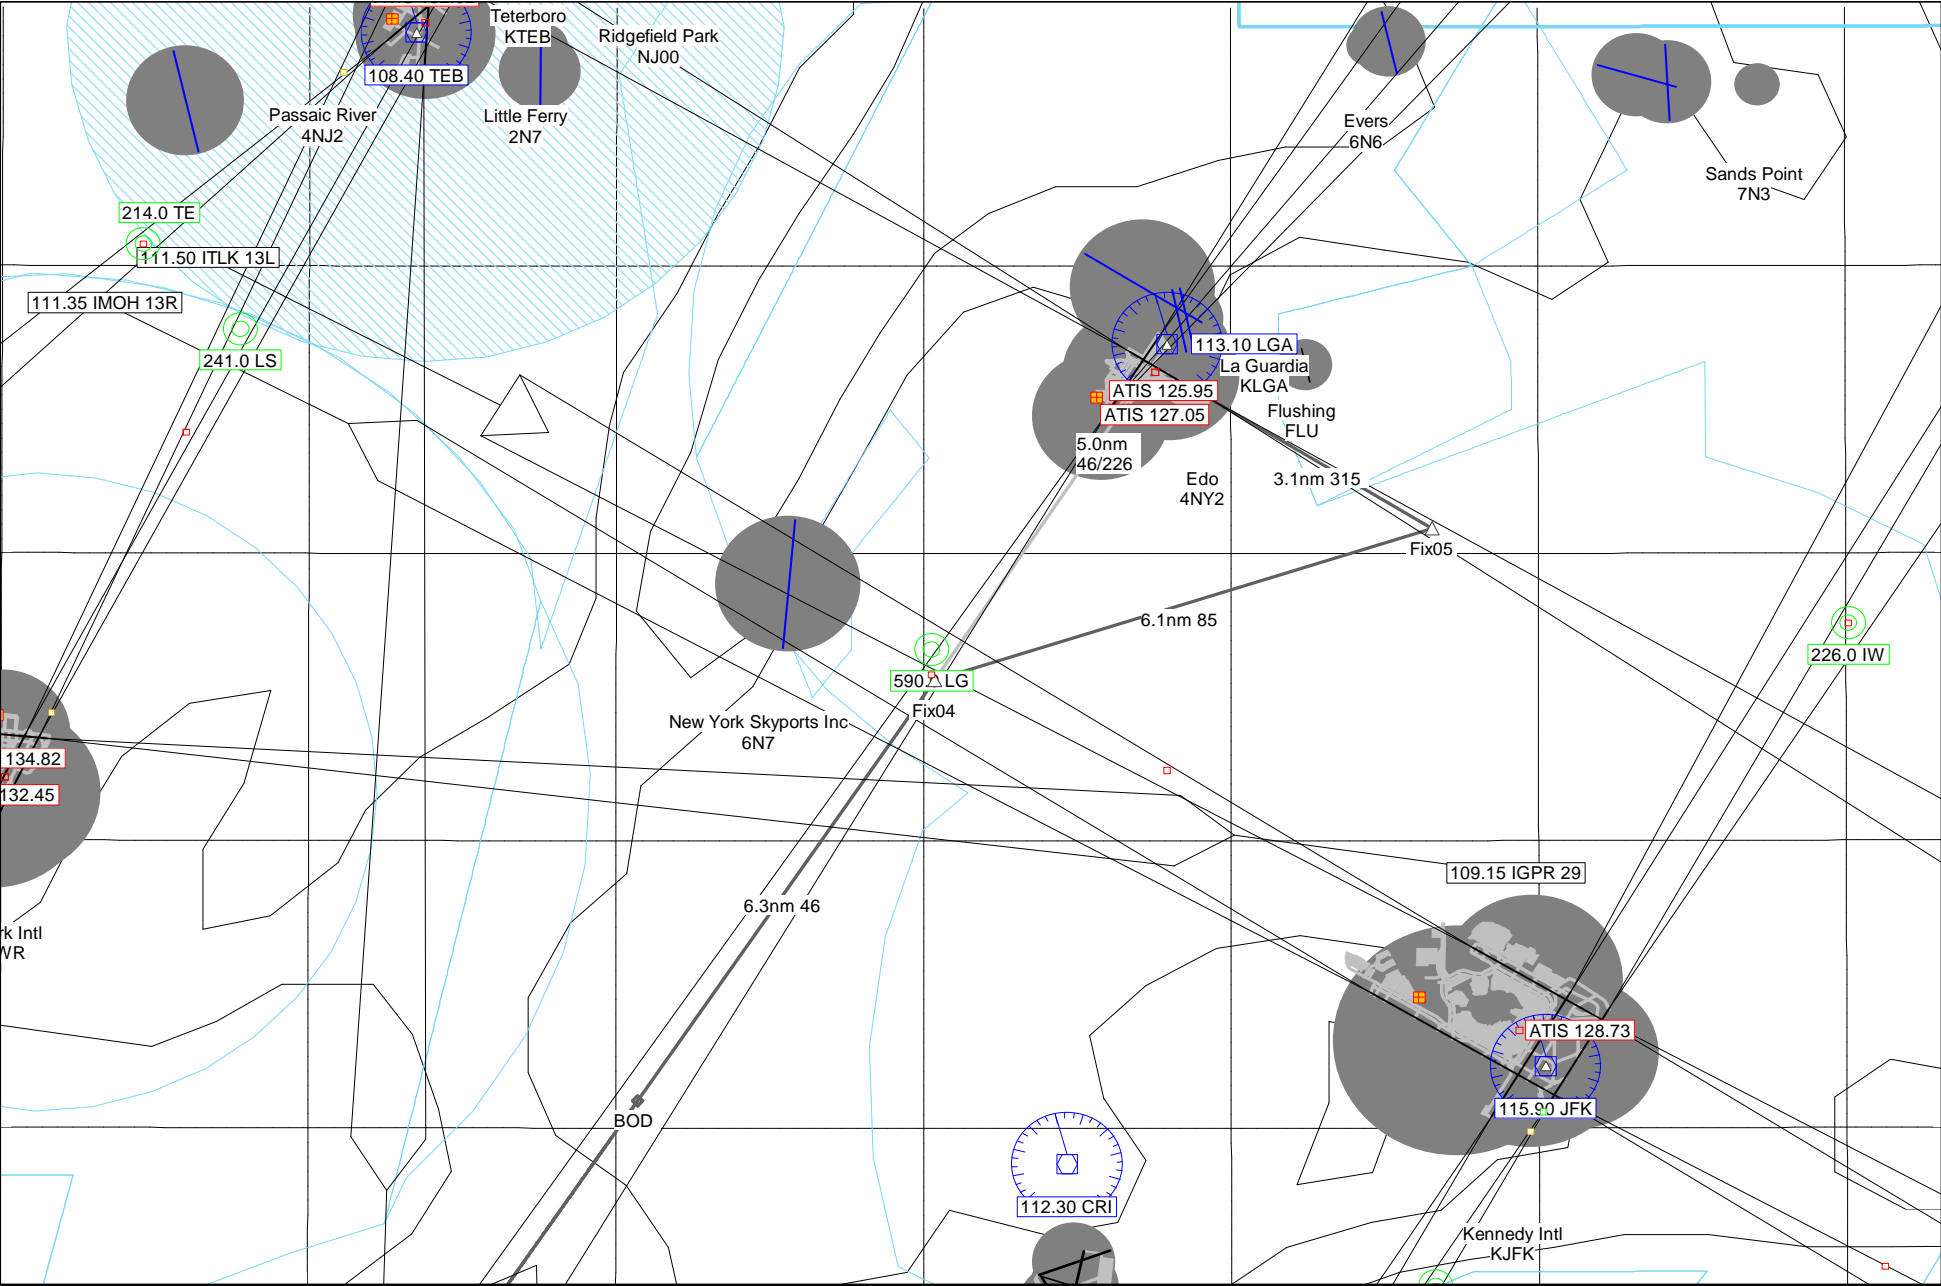 Teterboro
KTEB
Ridgefield Park
NJ00
108.40 TEB
Passaic River
4NJ2
Little Ferry
2N7
Evers
6N6
Sands Point
7N3
214.0 TE
111.50 ITLK 13L
111.35 IMOH 13R
241.0 LS
113.10 LGA
La Guardia
KLGA
ATIS 125.95
ATIS 127.05
Flushing
FLU
5.0nm
46/226
Edo
4NY2
3.1nm 315
Fix05
6.1nm 85
226.0 IW
590. LG
Fix04
New York Skyports Inc
6N7
134.82
132.45
109.15 IGPR 29
6.3nm 46
rk Intl
WR
ATIS 128.73
115.90 JFK
BOD
112.30 CRI
Kennedy Intl
KJFK